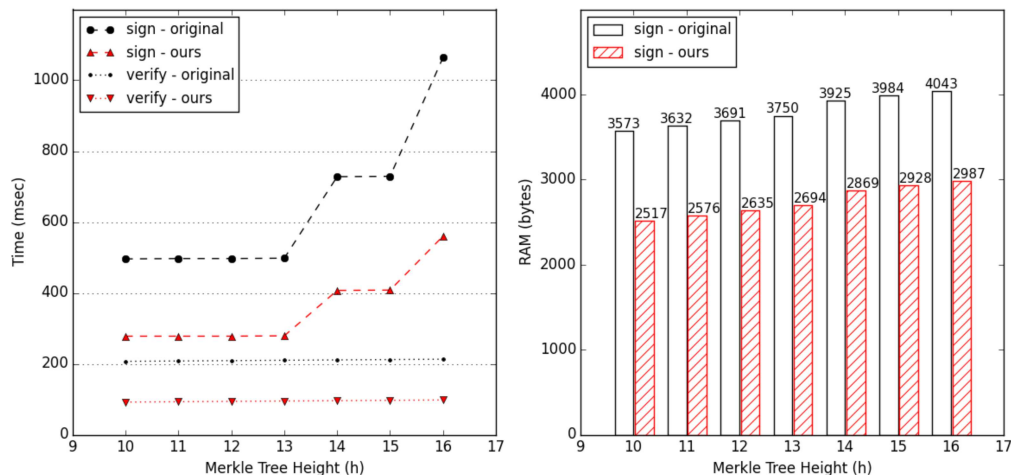 sign - original
sign - ours
verify - original
verify - ours
1000
800
600
400
200
0
9 10 11 12 13 14 15 16 17
Time (msec)
Merkle Tree Height (h)
sign - original
sign - ours
4000
3000
2000
1000
0
3573 3632 3691 3750 3925 3984 4043
2517 2576 2635 2694 2869 2928 2987
9 10 11 12 13 14 15 16 17
RAM (bytes)
Merkle Tree Height (h)